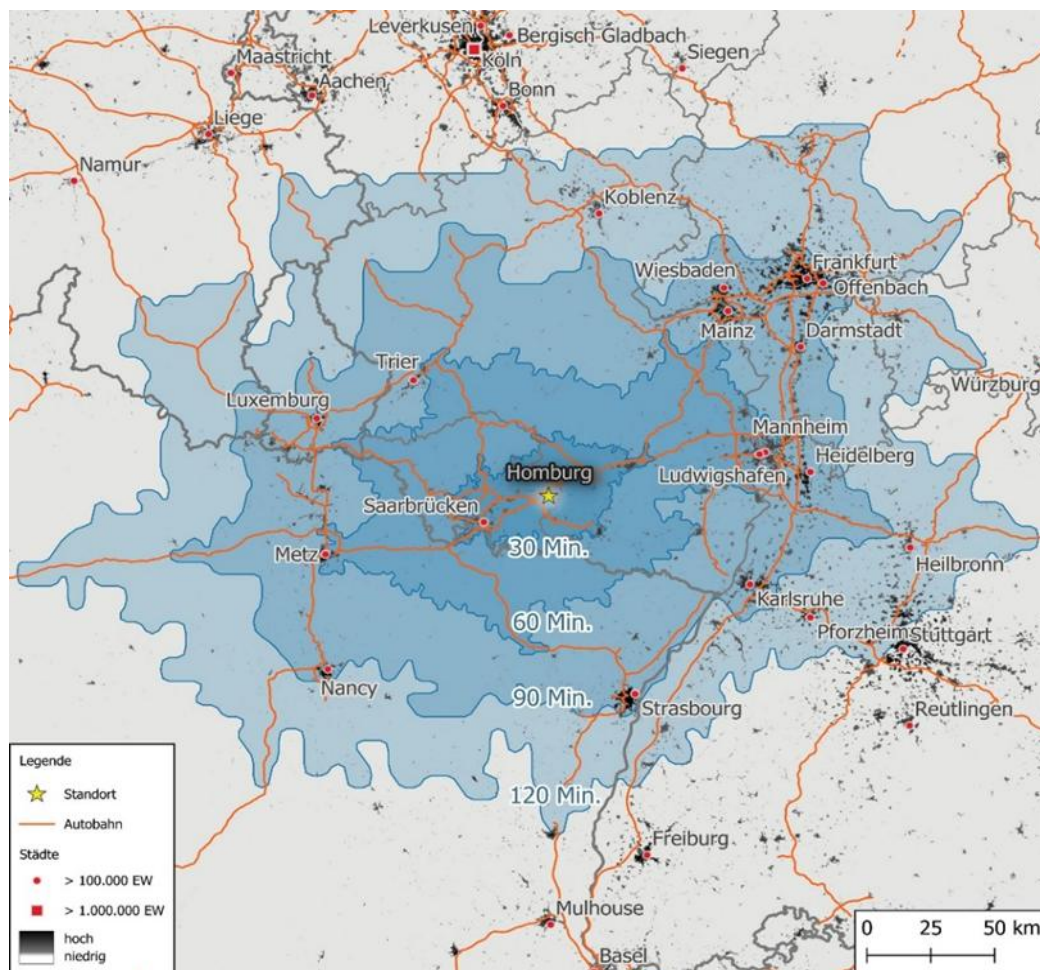 Leverkusen
Bergisch Gladbach
Köln
Siegen
Maastricht
Aachen
Bonn
Liege
Namur
Koblenz
Wiesbaden
Frankfurt
Offenbach
Mainz
Darmstadt
Trier
Würzburg
Luxemburg
Mannheim
Heidelberg
Ludwigshafen
Homburg
Saarbrücken
30 Min.
Metz
Heilbronn
Karlsruhe
60 Min.
Pforzheim
Stuttgart
Nancy
90 Min.
Strasbourg
Reutlingen
120 Min.
Freiburg
Mulhouse
Basel
Legende
Standort
Autobahn
Städte
> 100.000 EW
> 1.000.000 EW
hoch
niedrig
0 25 50 km